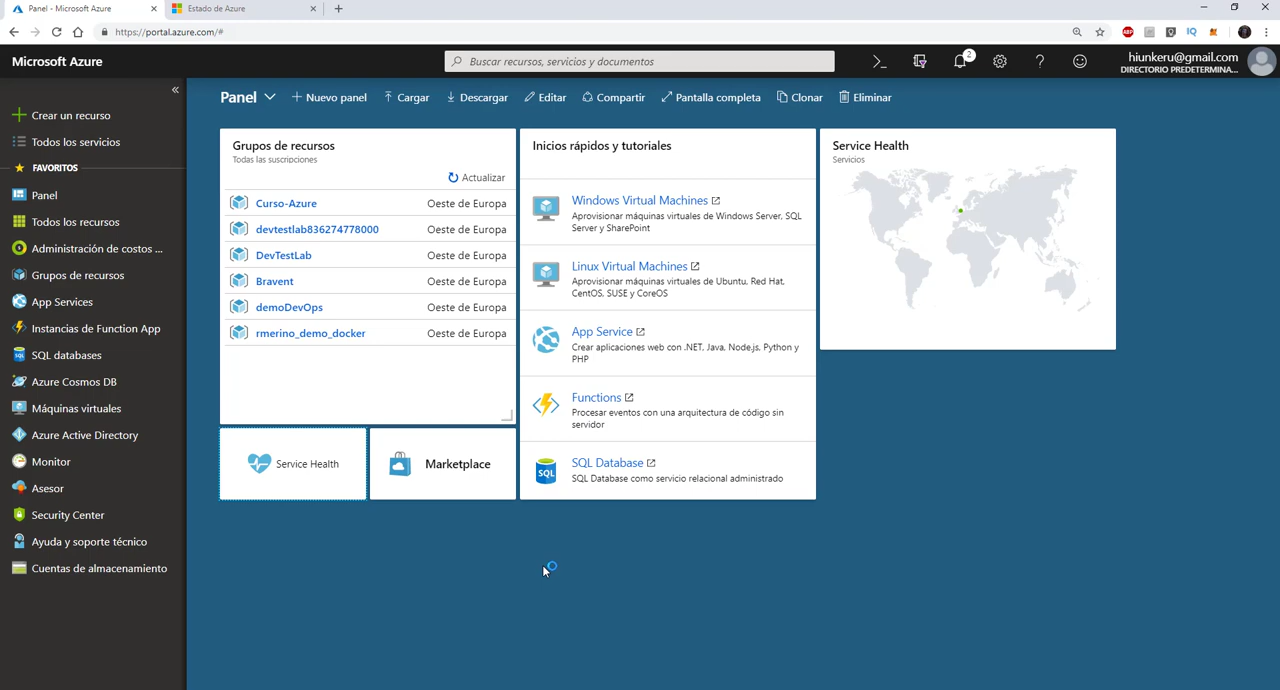 Panel - Microsoft Azure
Estado de Azure
https://portal.azure.com/#
Microsoft Azure
Buscar recursos, servicios y documentos
2
hiunkeru@gmail.com
DIRECTORIO PREDETERMINA...
Crear un recurso
Todos los servicios
FAVORITOS
Panel
Todos los recursos
Administración de costos ...
Grupos de recursos
App Services
Instancias de Function App
SQL databases
Azure Cosmos DB
Máquinas virtuales
Azure Active Directory
Monitor
Asesor
Security Center
Ayuda y soporte técnico
Cuentas de almacenamiento
Panel
Nuevo panel
Cargar
Descargar
Editar
Compartir
Pantalla completa
Clonar
Eliminar
Grupos de recursos
Todas las suscripciones
Actualizar
Curso-Azure Oeste de Europa
devtestlab836274778000 Oeste de Europa
DevTestLab Oeste de Europa
Bravent Oeste de Europa
demoDevOps Oeste de Europa
rmerino_demo_docker Oeste de Europa
Service Health
Marketplace
Inicios rápidos y tutoriales
Windows Virtual Machines
Aprovisionar máquinas virtuales de Windows Server, SQL
Server y SharePoint
Linux Virtual Machines
Aprovisionar máquinas virtuales de Ubuntu, Red Hat,
CentOS, SUSE y CoreOS
App Service
Crear aplicaciones web con .NET, Java, Node.js, Python y
PHP
Functions
Procesar eventos con una arquitectura de código sin
servidor
SQL
SQL Database
SQL Database como servicio relacional administrado
Service Health
Servicios